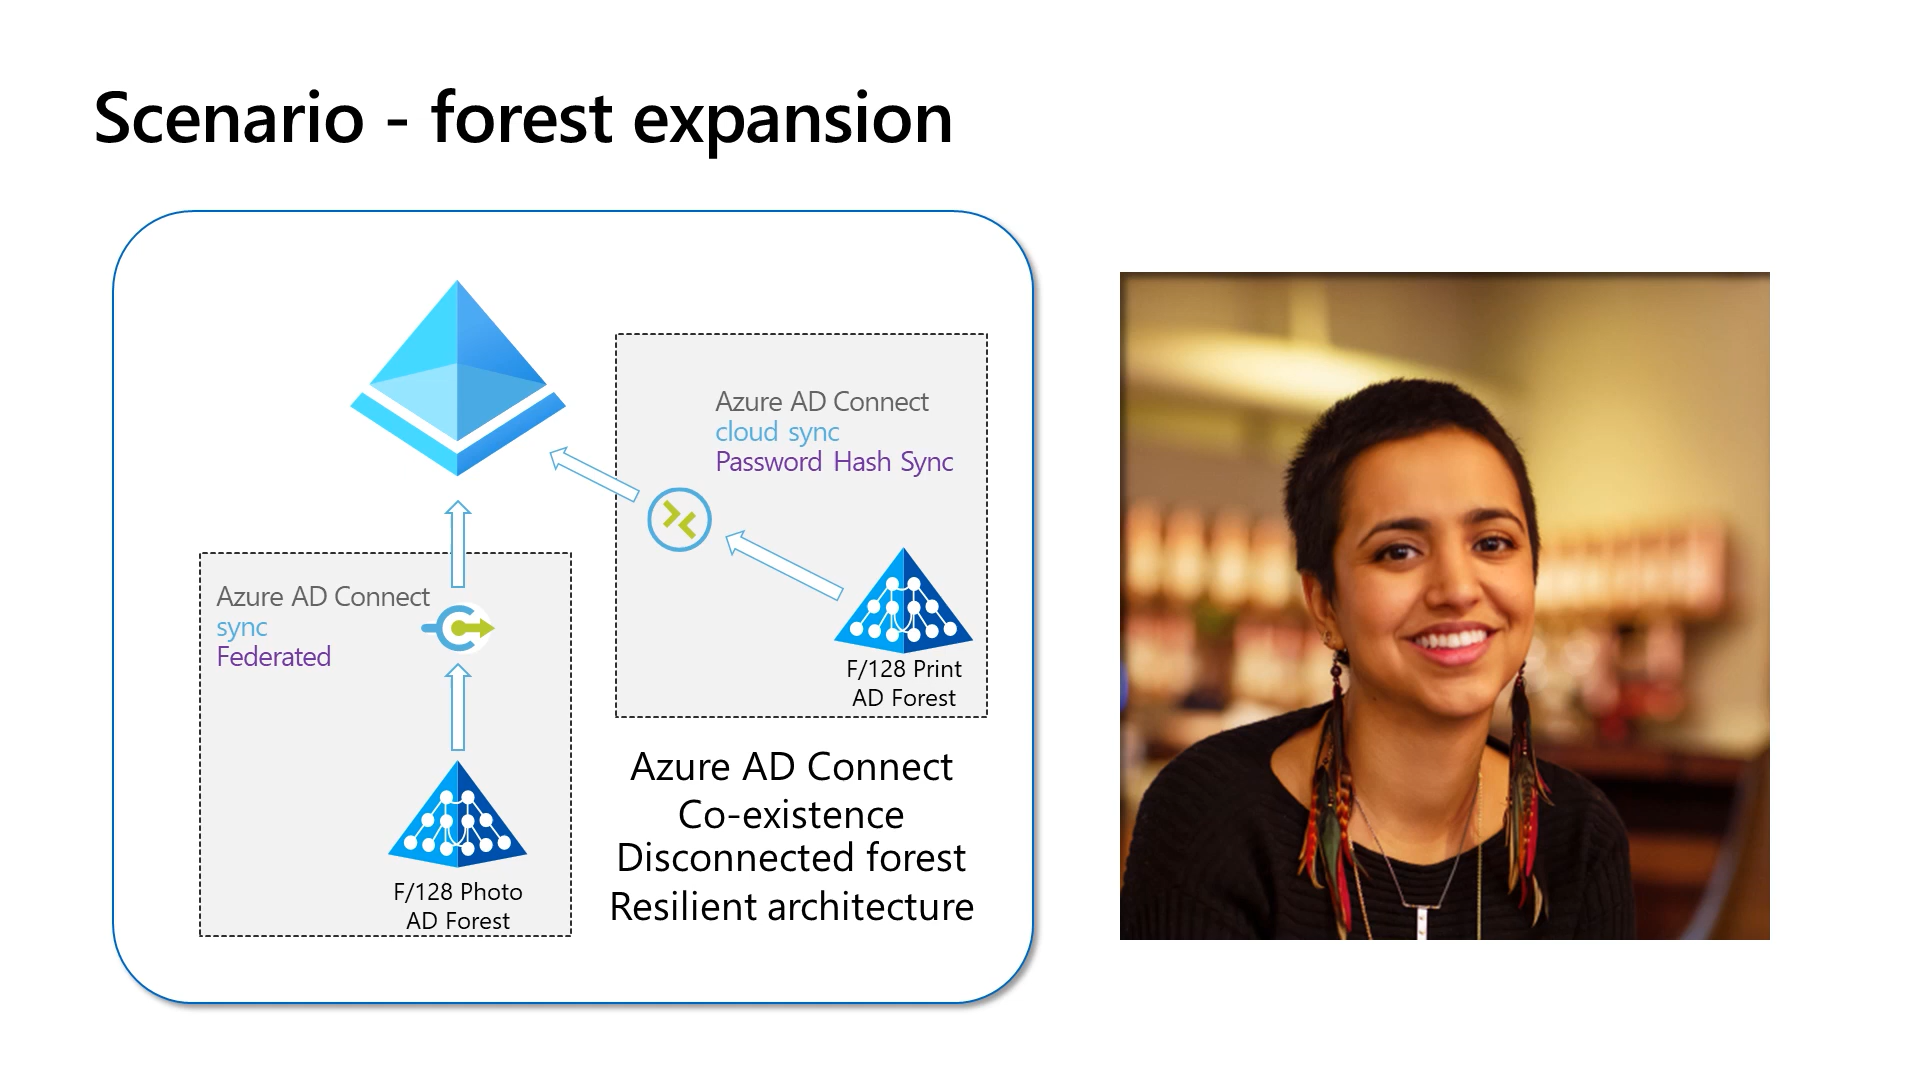 Scenario - forest expansion
Azure AD Connect
cloud sync
Password Hash Sync
Azure AD Connect
sync
Federated
F/128 Print
AD Forest
Azure AD Connect
Co-existence
Disconnected forest
Resilient architecture
F/128 Photo
AD Forest